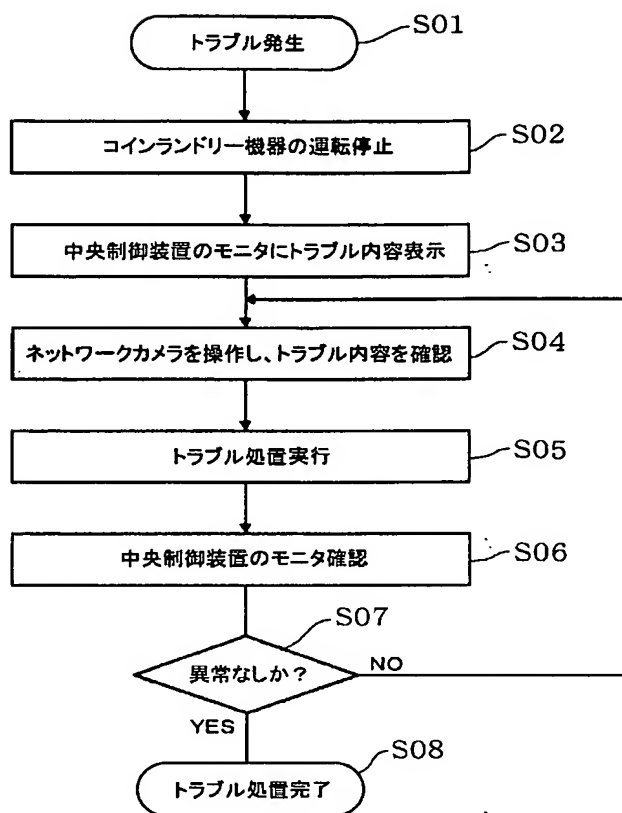 トラブル発生
S01
コインランドリー機器の運転停止
S02
中央制御装置のモニタにトラブル内容表示
S03
ネットワークカメラを操作し、トラブル内容を確認
S04
トラブル処置実行
S05
中央制御装置のモニタ確認
S06
S07
異常なしか？
NO
YES
S08
トラブル処置完了